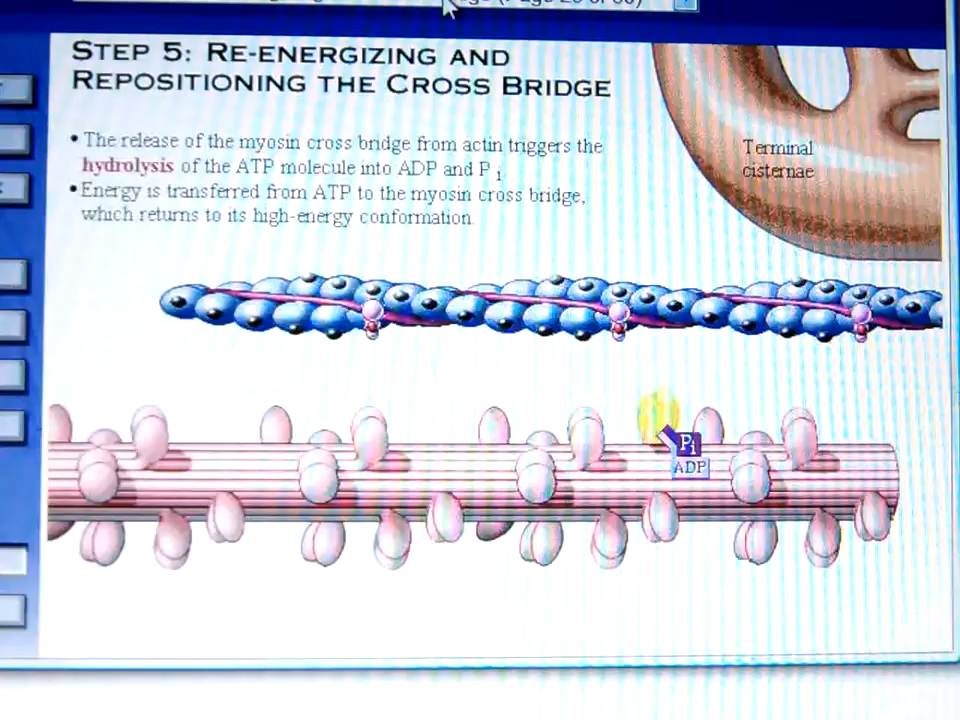 STEP 5: RE-ENERGIZING AND
REPOSITIONING THE CROSS BRIDGE
• The release of the myosin cross bridge from actin triggers the
hydrolysis of the ATP molecule into ADP and P i
• Energy is transferred from ATP to the myosin cross bridge,
which returns to its high-energy conformation
Terminal
cisternae
Pi
ADP